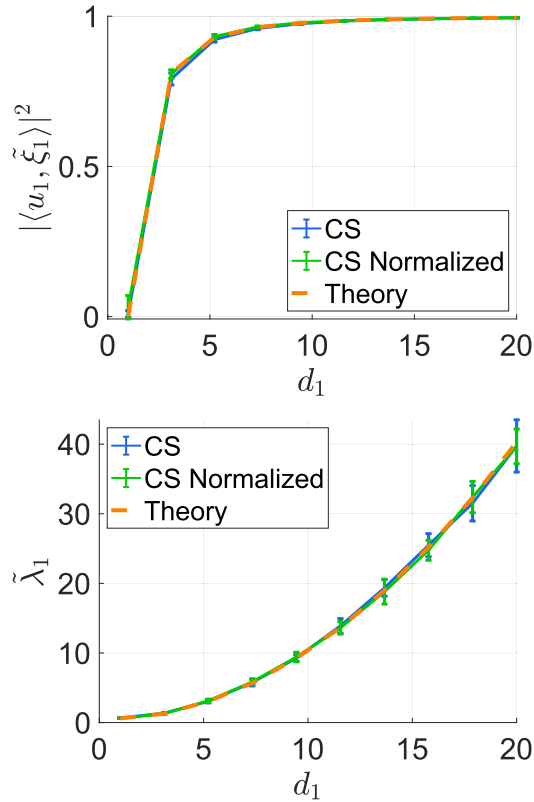 1
0.5
0
|⟨u₁, ξ̃₁⟩|²
CS
CS Normalized
Theory
0 5 10 15 20
d₁
40
30
20
10
0
λ̃₁
CS
CS Normalized
Theory
0 5 10 15 20
d₁